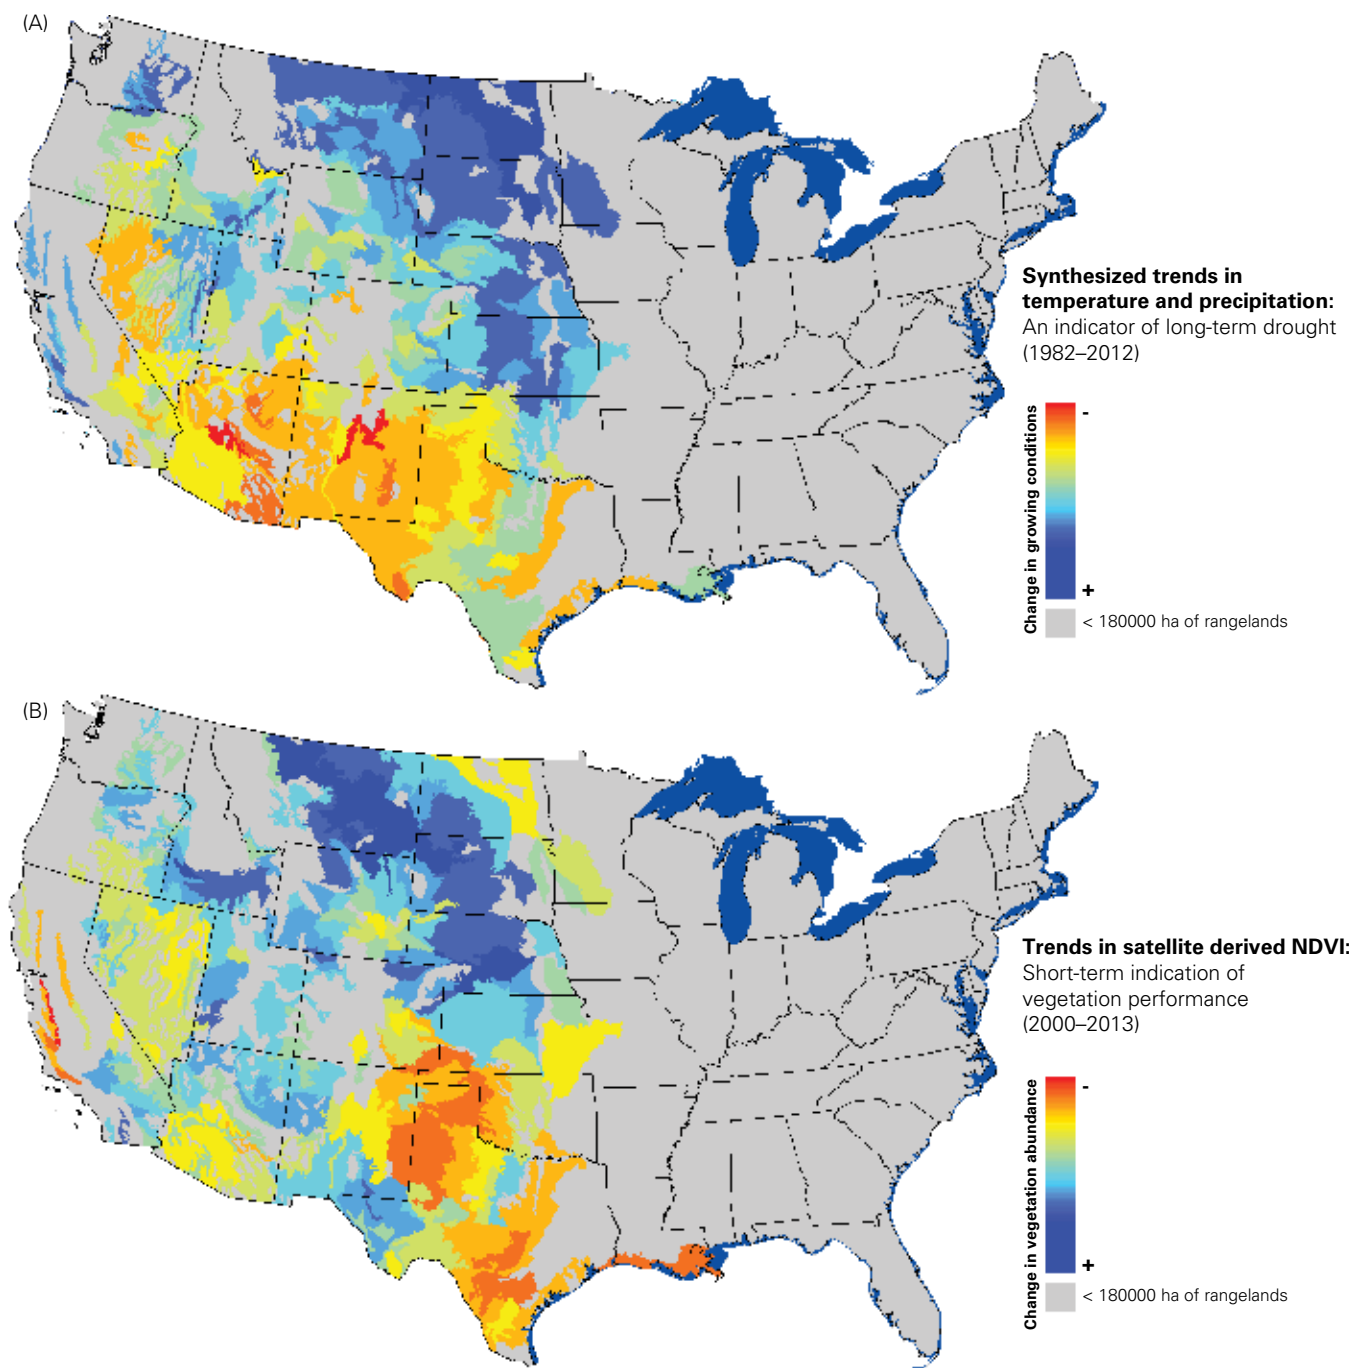 (A)
Synthesized trends in
temperature and precipitation:
An indicator of long-term drought
(1982–2012)
Change in growing conditions
-
+
< 180000 ha of rangelands
(B)
Trends in satellite derived NDVI:
Short-term indication of
vegetation performance
(2000–2013)
Change in vegetation abundance
-
+
< 180000 ha of rangelands